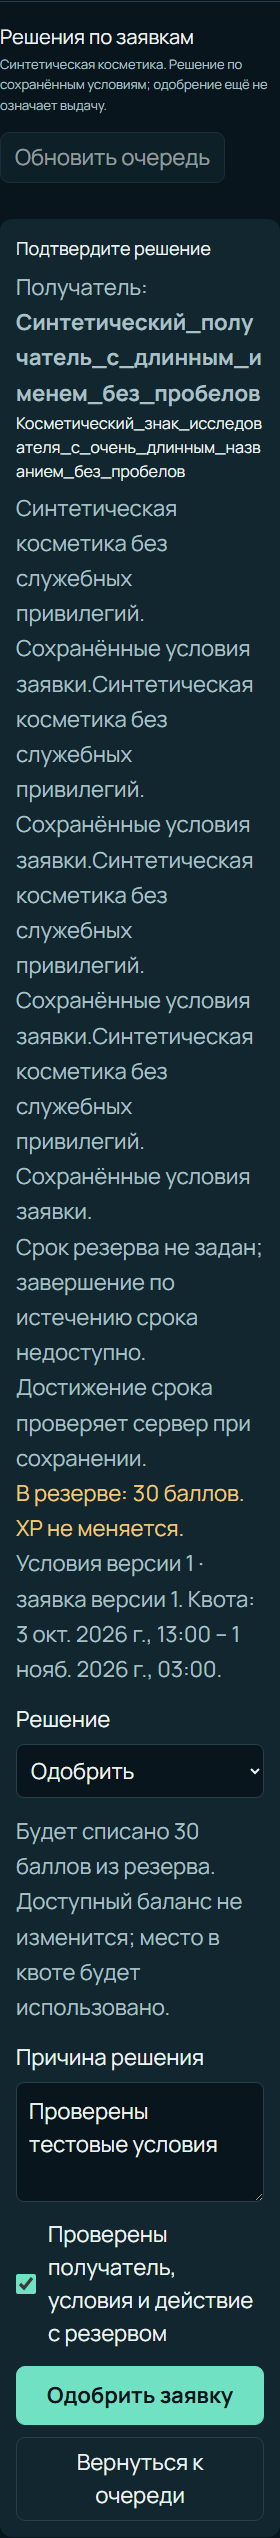 Решения по заявкам
Синтетическая косметика. Решение по
сохранённым условиям; одобрение ещё не
означает выдачу.
Обновить очередь
Подтвердите решение
Получатель:
Синтетический_полу
чатель_с_длинным_и
менем_без_пробелов
Косметический_знак_исследов
ателя_с_очень_длинным_назв
анием_без_пробелов
Синтетическая
косметика без
служебных
привилегий.
Сохранённые условия
заявки.Синтетическая
косметика без
служебных
привилегий.
Сохранённые условия
заявки.Синтетическая
косметика без
служебных
привилегий.
Сохранённые условия
заявки.Синтетическая
косметика без
служебных
привилегий.
Сохранённые условия
заявки.
Срок резерва не задан;
завершение по
истечению срока
недоступно.
Достижение срока
проверяет сервер при
сохранении.
В резерве: 30 баллов.
XP не меняется.
Условия версии 1 ·
заявка версии 1. Квота:
3 окт. 2026 г., 13:00 – 1
нояб. 2026 г., 03:00.
Решение
Одобрить
Будет списано 30
баллов из резерва.
Доступный баланс не
изменится; место в
квоте будет
использовано.
Причина решения
Проверены
тестовые условия
Проверены
получатель,
условия и действие
с резервом
Одобрить заявку
Вернуться к
очереди